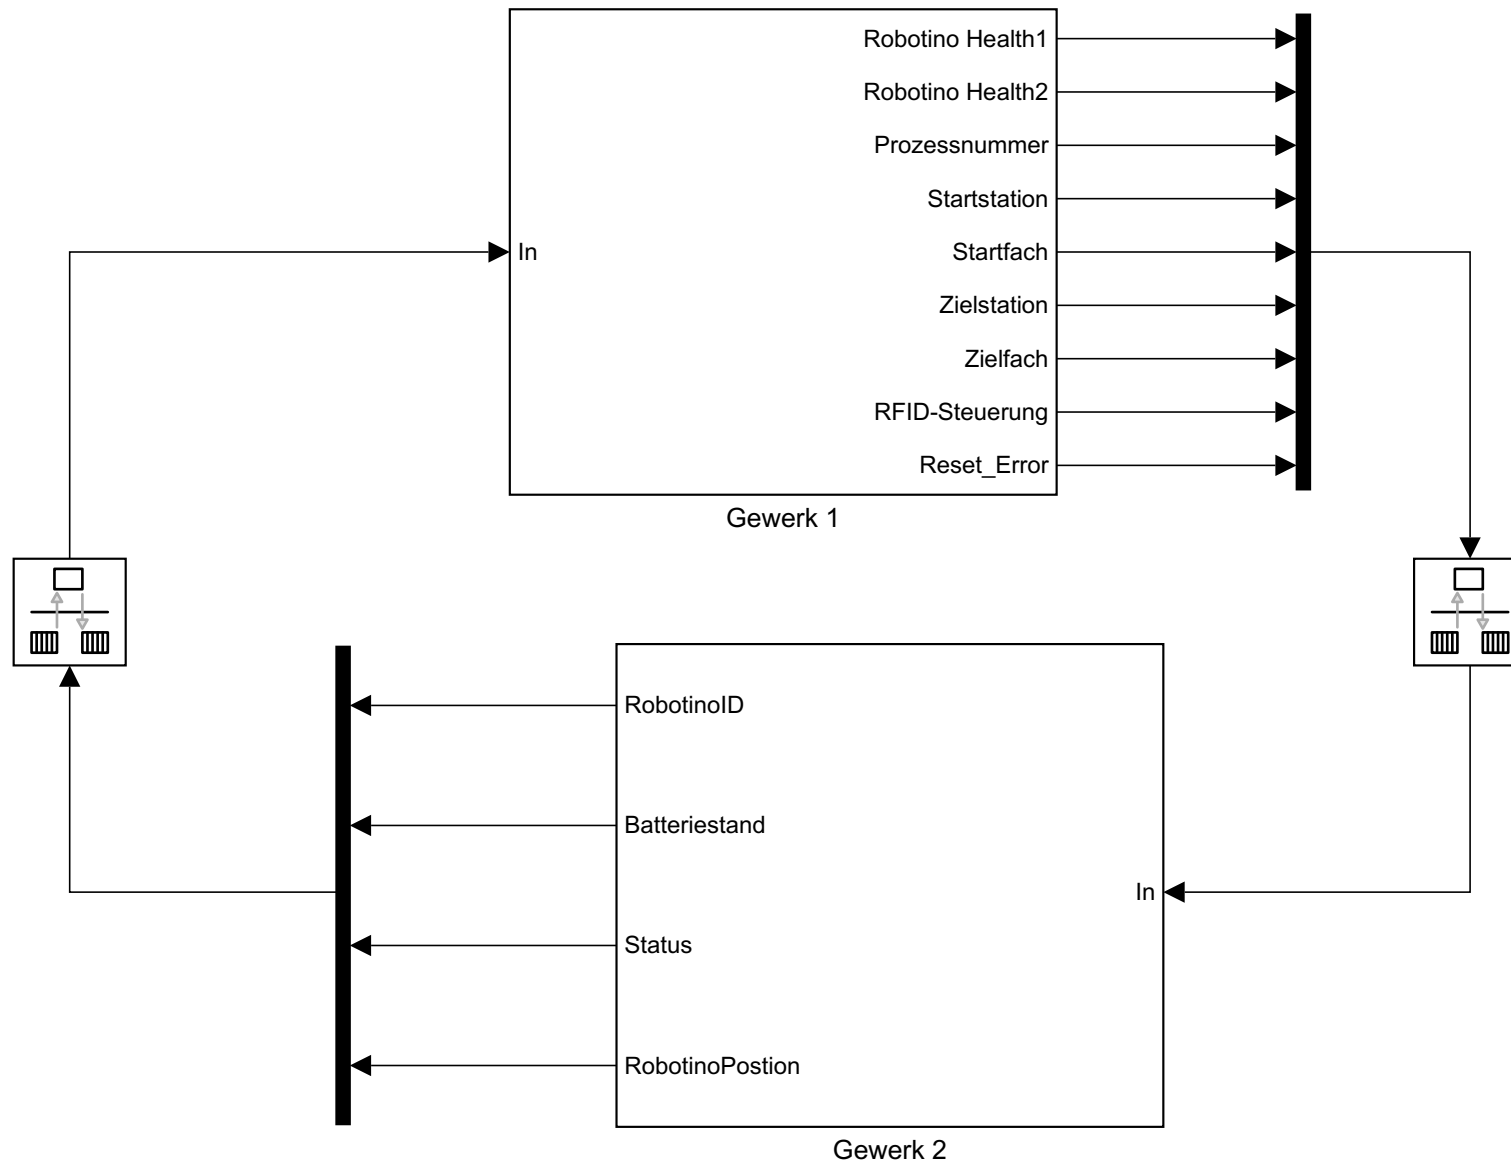 Robotino Health1
Robotino Health2
Prozessnummer
Startstation
In
Startfach
Zielstation
Zielfach
RFID-Steuerung
Reset_Error
Gewerk 1
RobotinoID
Batteriestand
In
Status
RobotinoPostion
Gewerk 2